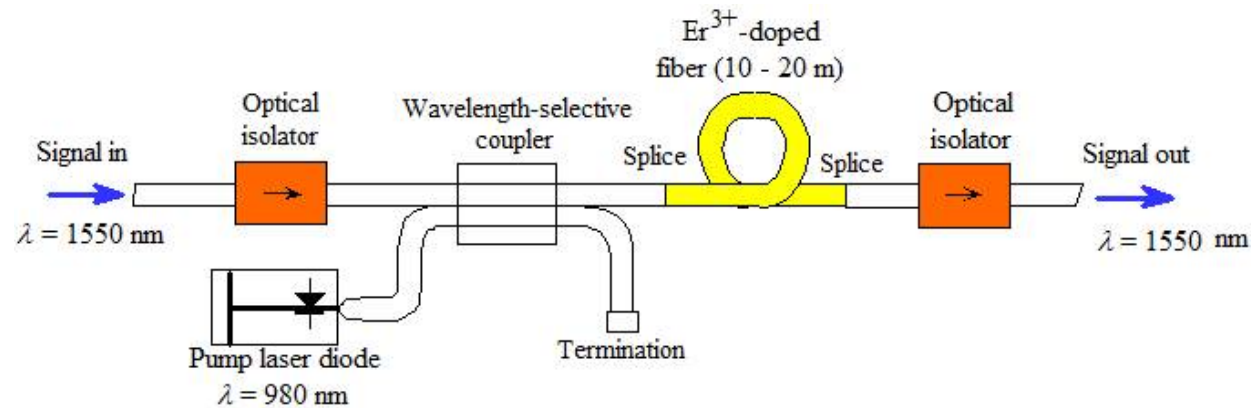 Er³⁺-doped
fiber (10 - 20 m)
Optical
isolator
Wavelength-selective
coupler
Optical
isolator
Signal in
Splice
Splice
Signal out
λ = 1550 nm
λ = 1550 nm
Pump laser diode
λ = 980 nm
Termination